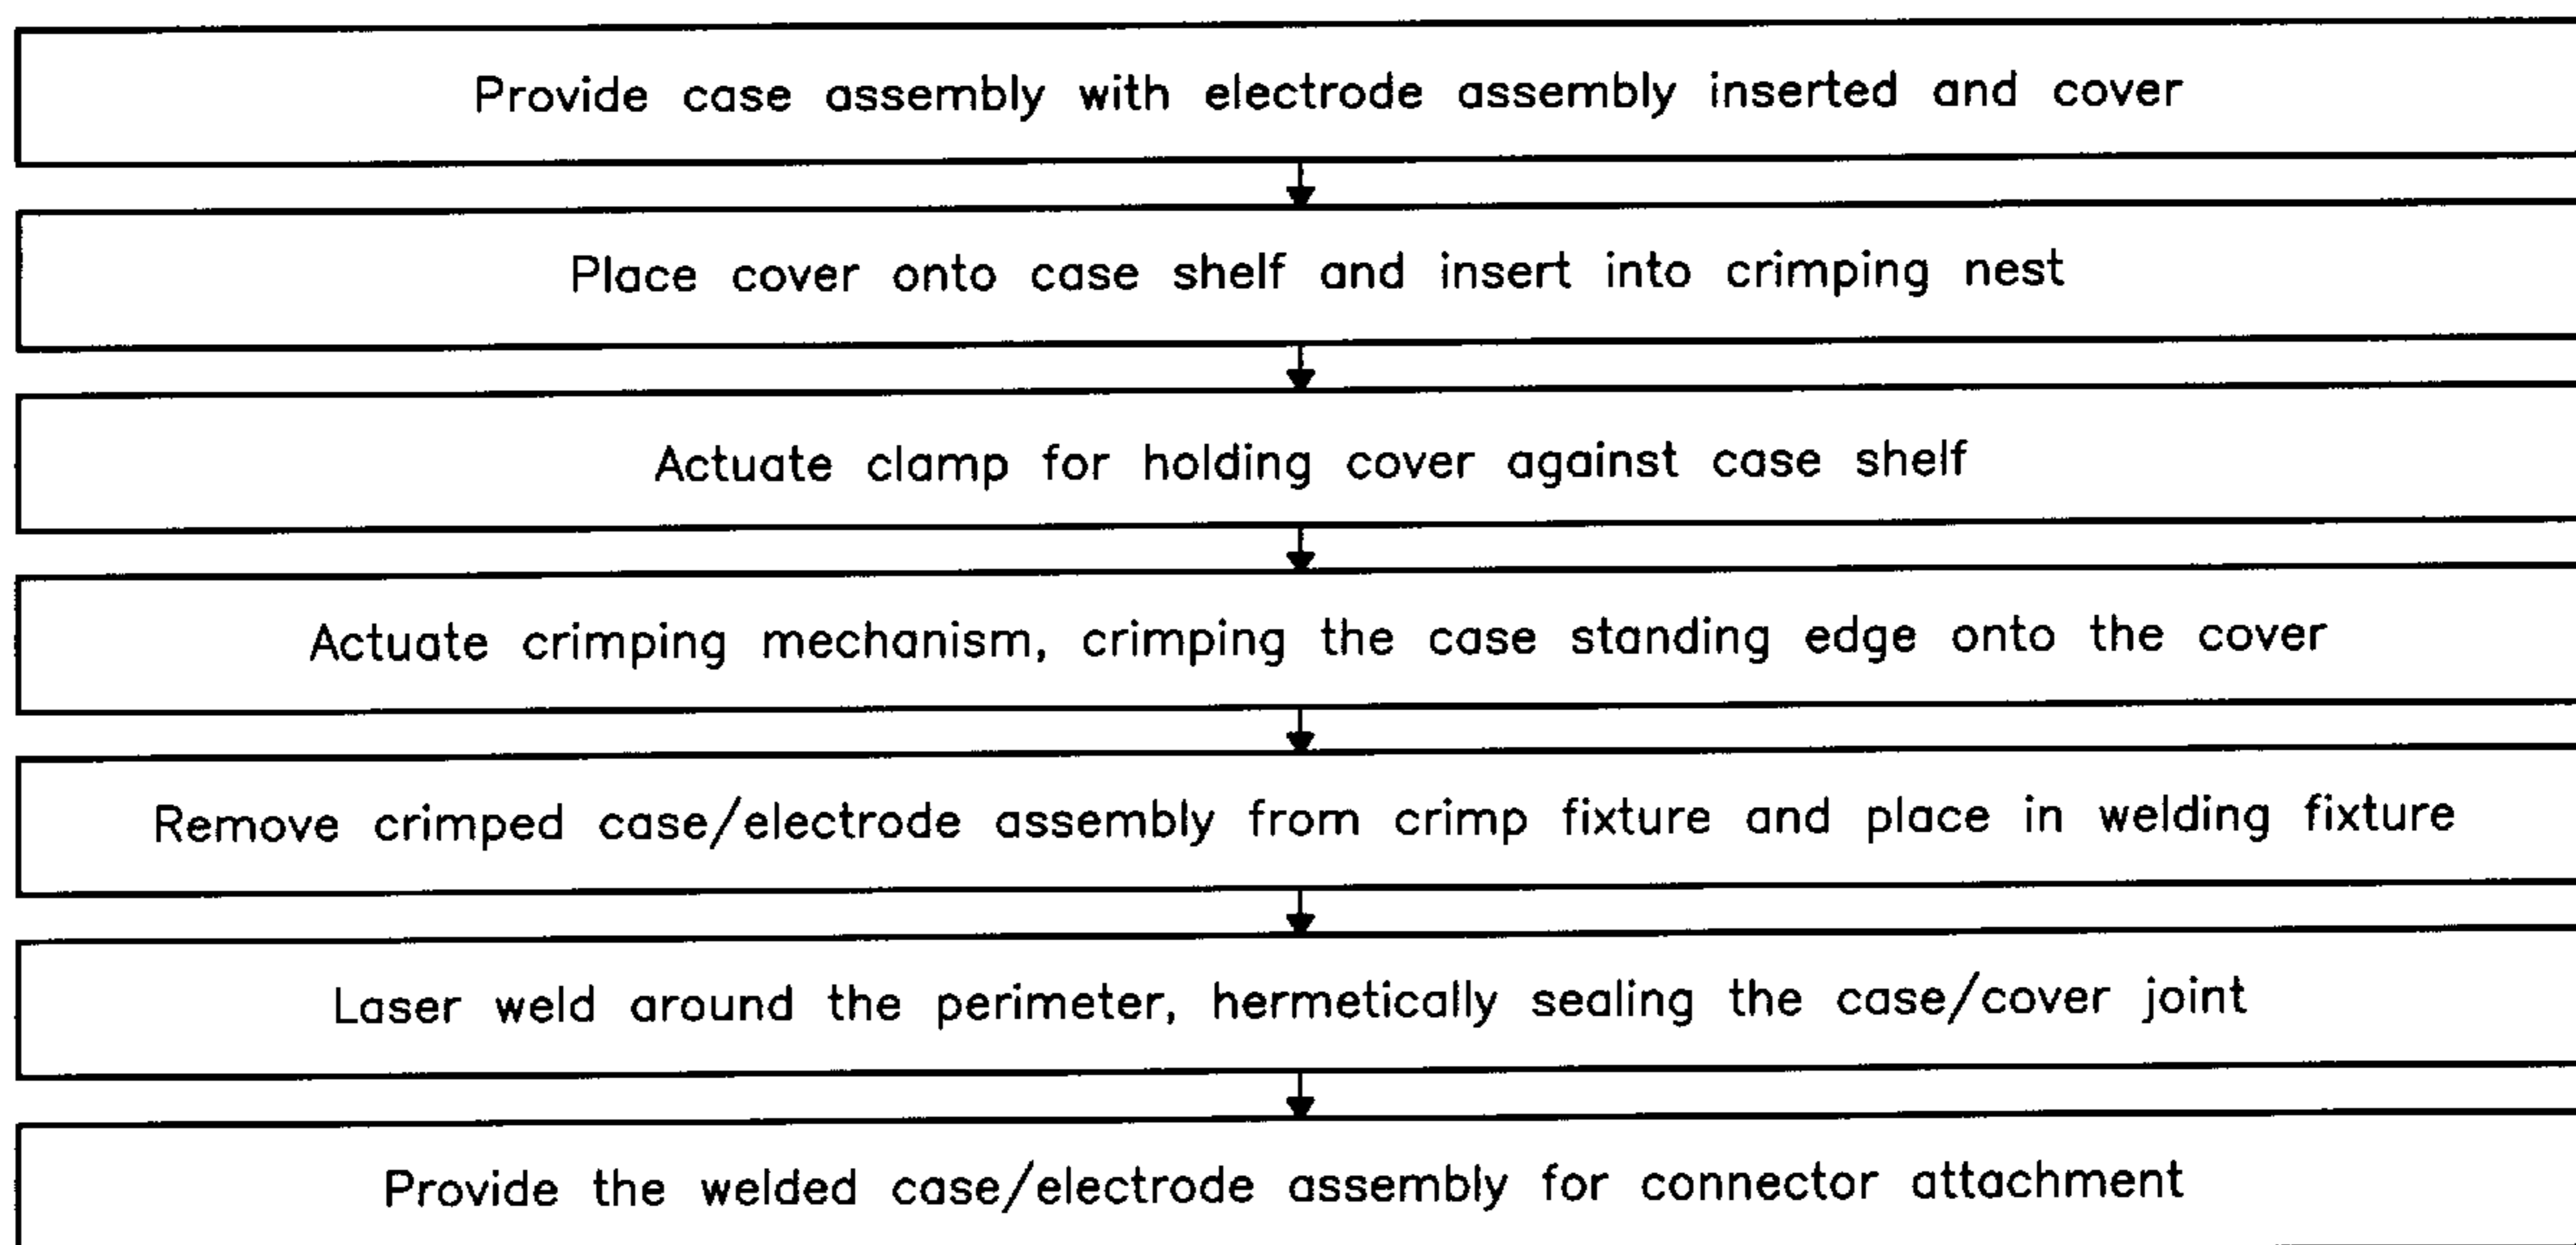 Provide case assembly with electrode assembly inserted and cover
Place cover onto case shelf and insert into crimping nest
Actuate clamp for holding cover against case shelf
Actuate crimping mechanism, crimping the case standing edge onto the cover
Remove crimped case/electrode assembly from crimp fixture and place in welding fixture
Laser weld around the perimeter, hermetically sealing the case/cover joint
Provide the welded case/electrode assembly for connector attachment